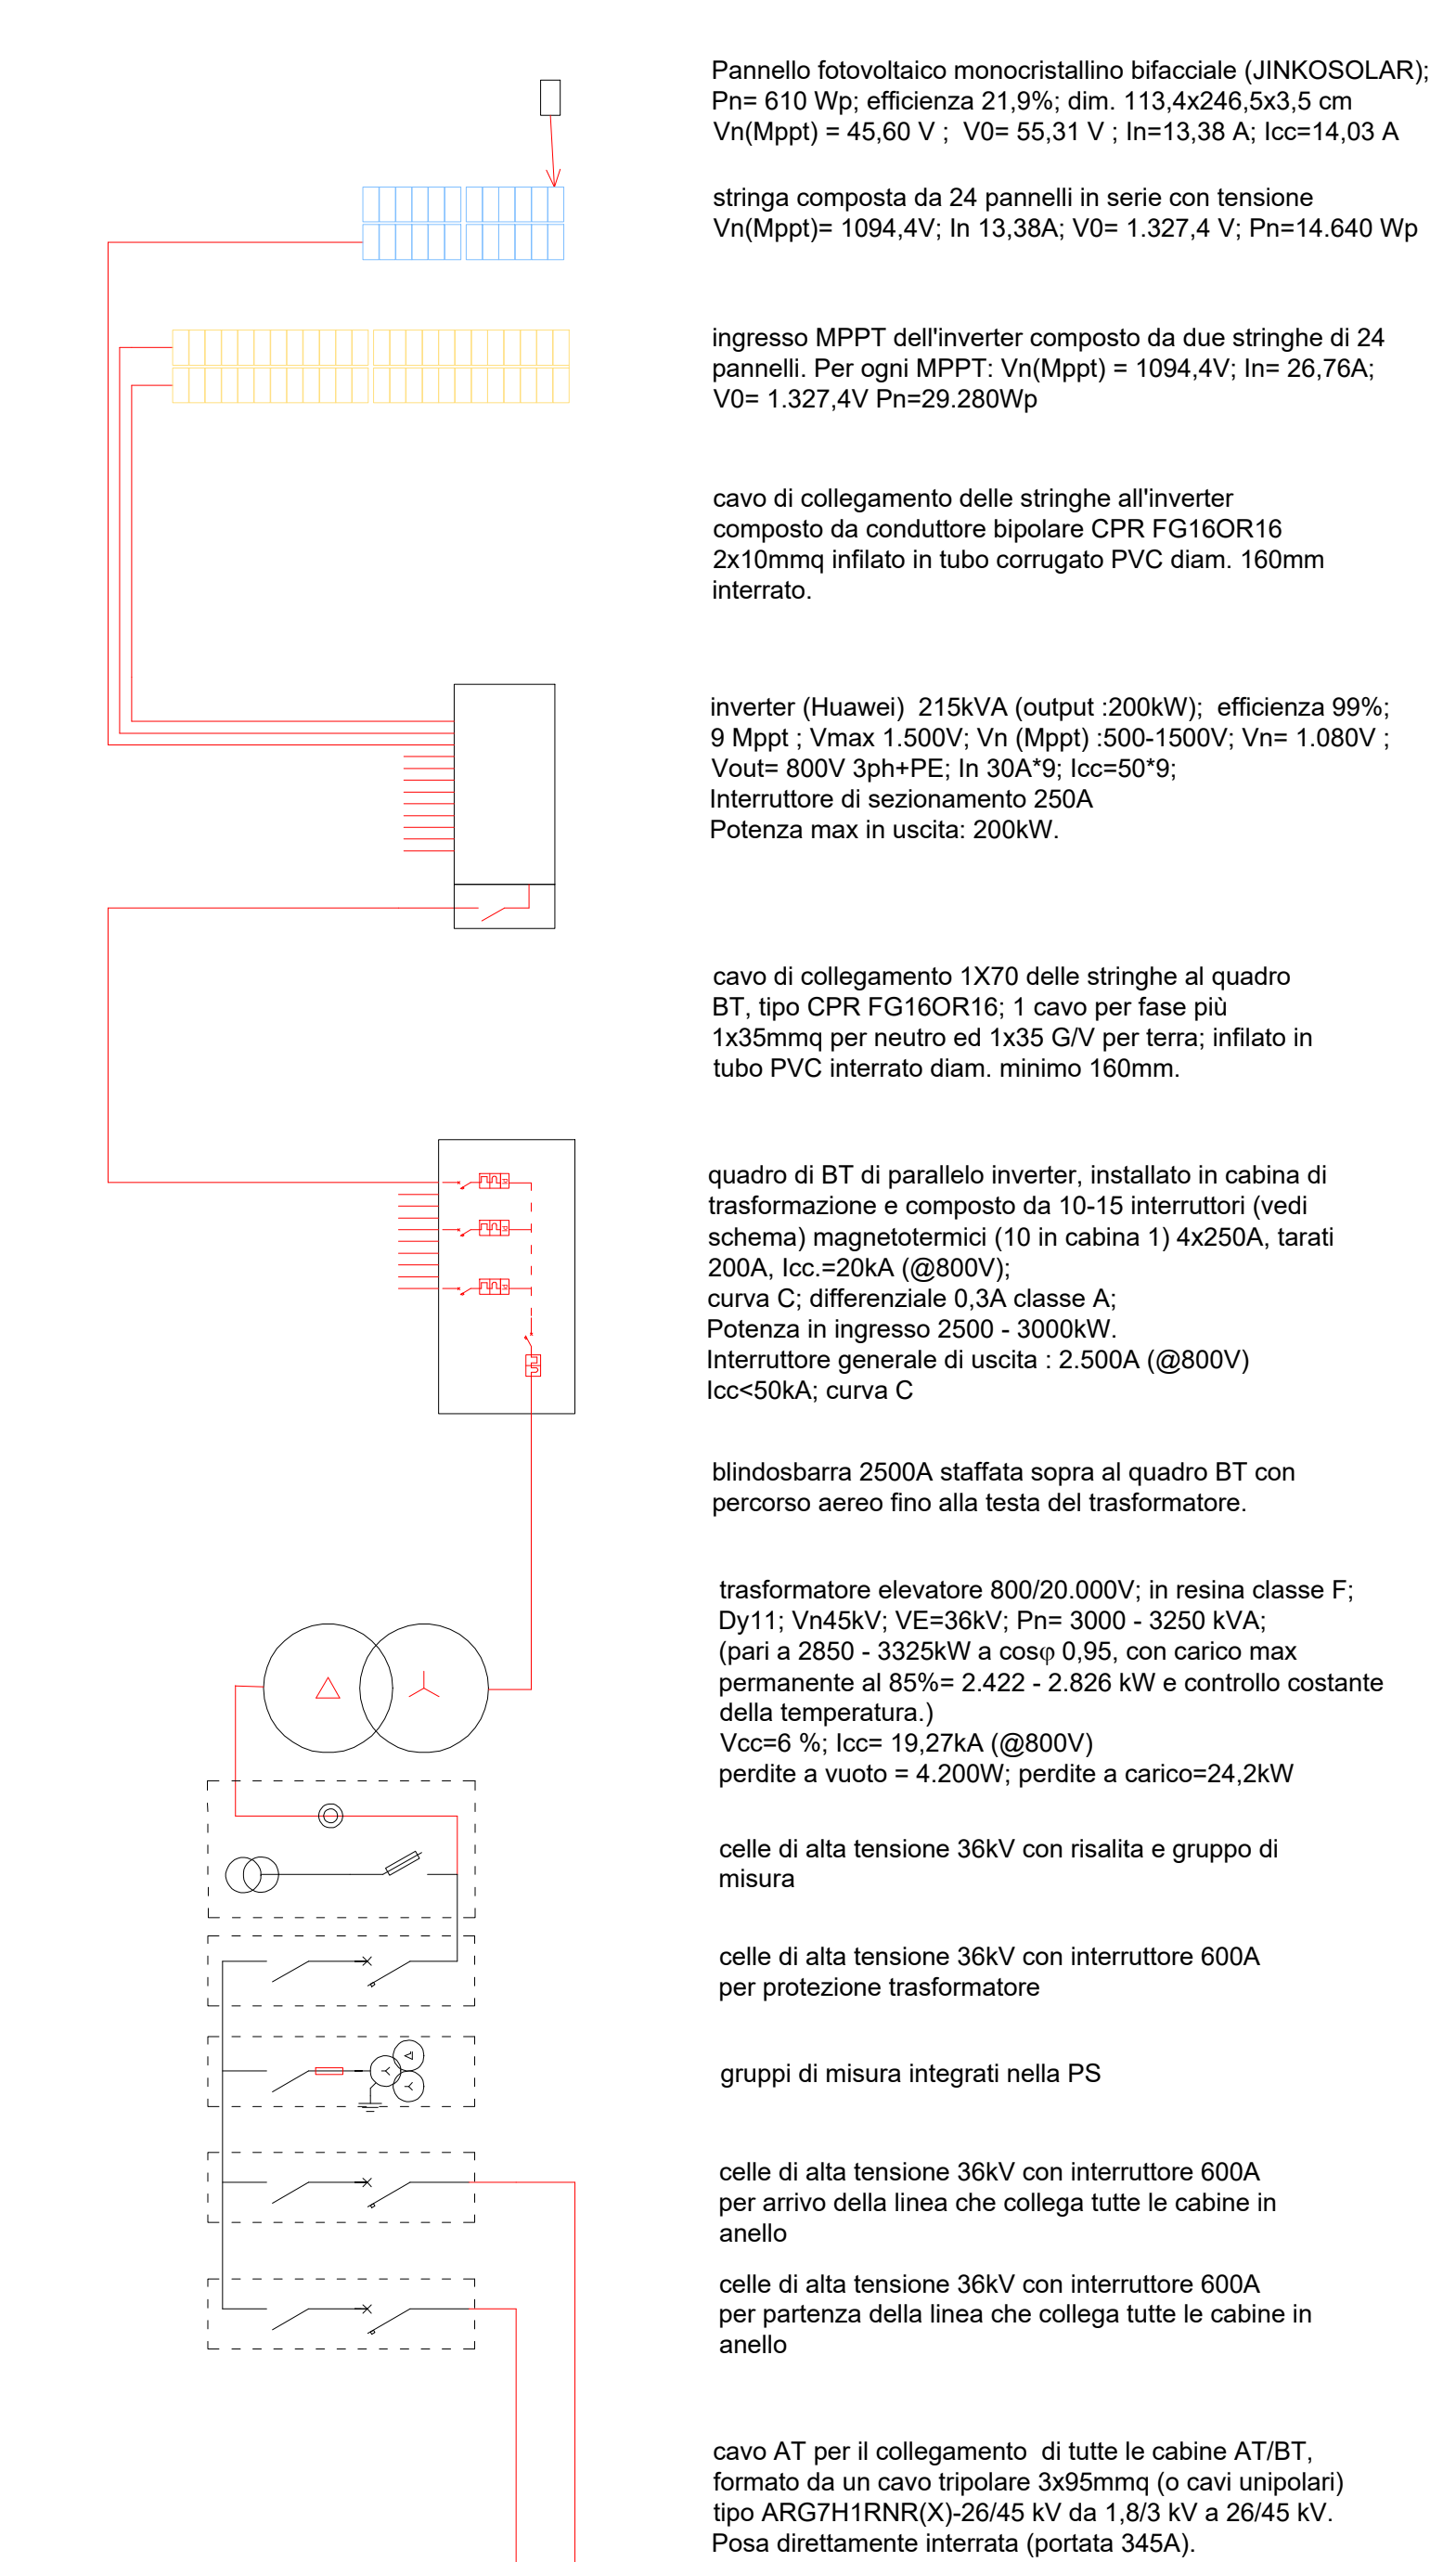 Pannello fotovoltaico monocristallino bifacciale (JINKOSOLAR);
Pn= 610 Wp; efficienza 21,9%; dim. 113,4x246,5x3,5 cm
Vn(Mppt) = 45,60 V ; V0= 55,31 V ; In=13,38 A; Icc=14,03 A
stringa composta da 24 pannelli in serie con tensione
Vn(Mppt)= 1094,4V; In 13,38A; V0= 1.327,4 V; Pn=14.640 Wp
ingresso MPPT dell'inverter composto da due stringhe di 24
pannelli. Per ogni MPPT: Vn(Mppt) = 1094,4V; In= 26,76A;
V0= 1.327,4V Pn=29.280Wp
cavo di collegamento delle stringhe all'inverter
composto da conduttore bipolare CPR FG16OR16
2x10mmq infilato in tubo corrugato PVC diam. 160mm
interrato.
inverter (Huawei) 215kVA (output :200kW); efficienza 99%;
9 Mppt ; Vmax 1.500V; Vn (Mppt) :500-1500V; Vn= 1.080V ;
Vout= 800V 3ph+PE; In 30A*9; Icc=50*9;
Interruttore di sezionamento 250A
Potenza max in uscita: 200kW.
cavo di collegamento 1X70 delle stringhe al quadro
BT, tipo CPR FG16OR16; 1 cavo per fase più
1x35mmq per neutro ed 1x35 G/V per terra; infilato in
tubo PVC interrato diam. minimo 160mm.
quadro di BT di parallelo inverter, installato in cabina di
trasformazione e composto da 10-15 interruttori (vedi
schema) magnetotermici (10 in cabina 1) 4x250A, tarati
200A, Icc.=20kA (@800V);
curva C; differenziale 0,3A classe A;
Potenza in ingresso 2500 - 3000kW.
Interruttore generale di uscita : 2.500A (@800V)
Icc<50kA; curva C
blindosbarra 2500A staffata sopra al quadro BT con
percorso aereo fino alla testa del trasformatore.
trasformatore elevatore 800/20.000V; in resina classe F;
Dy11; Vn45kV; VE=36kV; Pn= 3000 - 3250 kVA;
(pari a 2850 - 3325kW a cosφ 0,95, con carico max
permanente al 85%= 2.422 - 2.826 kW e controllo costante
della temperatura.)
Vcc=6 %; Icc= 19,27kA (@800V)
perdite a vuoto = 4.200W; perdite a carico=24,2kW
celle di alta tensione 36kV con risalita e gruppo di
misura
celle di alta tensione 36kV con interruttore 600A
per protezione trasformatore
gruppi di misura integrati nella PS
celle di alta tensione 36kV con interruttore 600A
per arrivo della linea che collega tutte le cabine in
anello
celle di alta tensione 36kV con interruttore 600A
per partenza della linea che collega tutte le cabine in
anello
cavo AT per il collegamento di tutte le cabine AT/BT,
formato da un cavo tripolare 3x95mmq (o cavi unipolari)
tipo ARG7H1RNR(X)-26/45 kV da 1,8/3 kV a 26/45 kV.
Posa direttamente interrata (portata 345A).